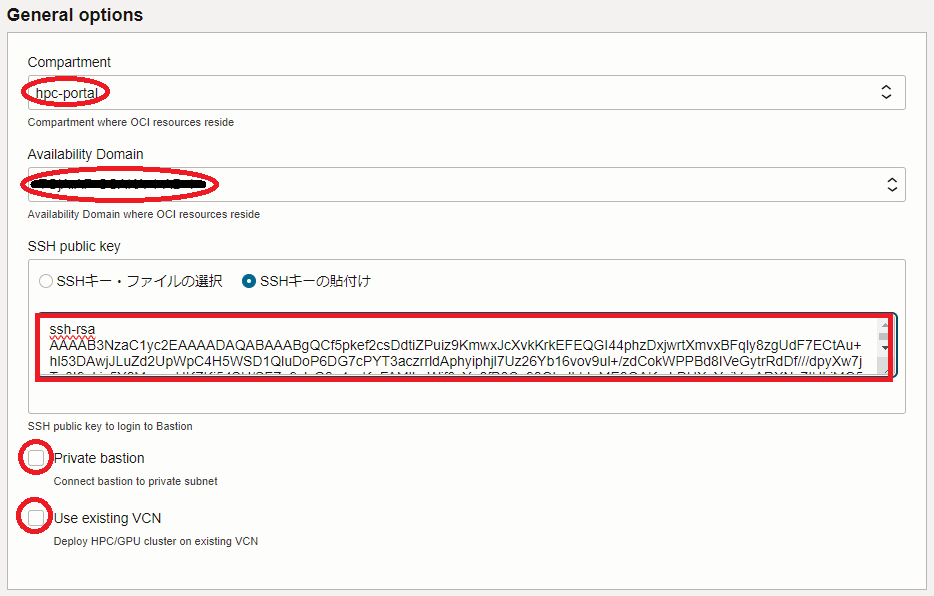 General options
Compartment
hpc-portal
Compartment where OCI resources reside
Availability Domain
Availability Domain where OCI resources reside
SSH public key
SSHキー・ファイルの選択 SSHキーの貼付け
ssh-rsa
AAAAB3NzaC1yc2EAAAADAQABAAABgQCf5pkef2csDdtiZPuiz9KmwxJcXvkKrkEFEQGI44phzDxjwrtXmvxBFqly8zgUdF7ECtAu+
hI53DAwjJLuZd2UpWpC4H5WSD1QIuDoP6DG7cPYT3aczrrldAphyiphjI7Uz26Yb16vov9uI+/zdCokWPPBd8IVeGytrRdDf///dpyXw7j
SSH public key to login to Bastion
Private bastion
Connect bastion to private subnet
Use existing VCN
Deploy HPC/GPU cluster on existing VCN